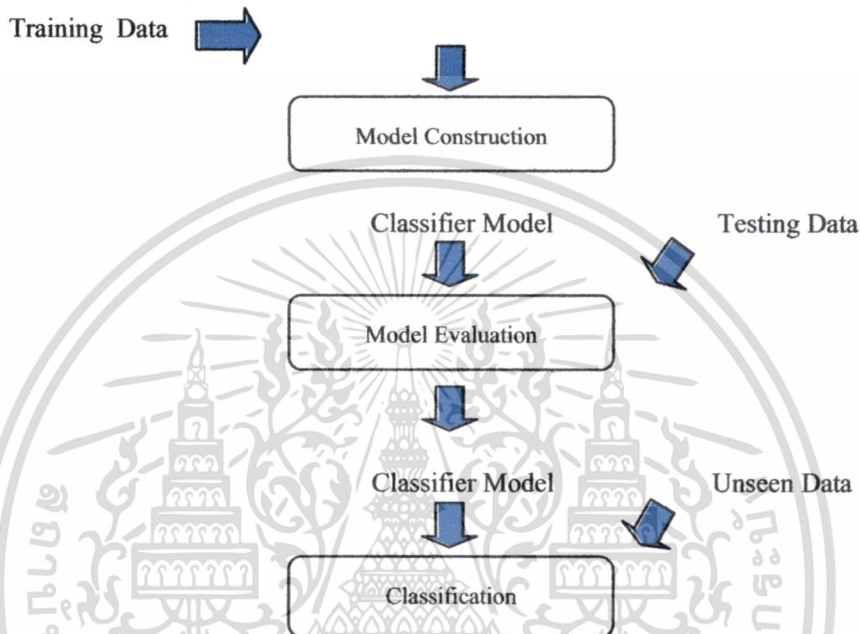 Training Data
Model Construction
Classifier Model
Testing Data
Model Evaluation
Classifier Model
Unseen Data
Classification